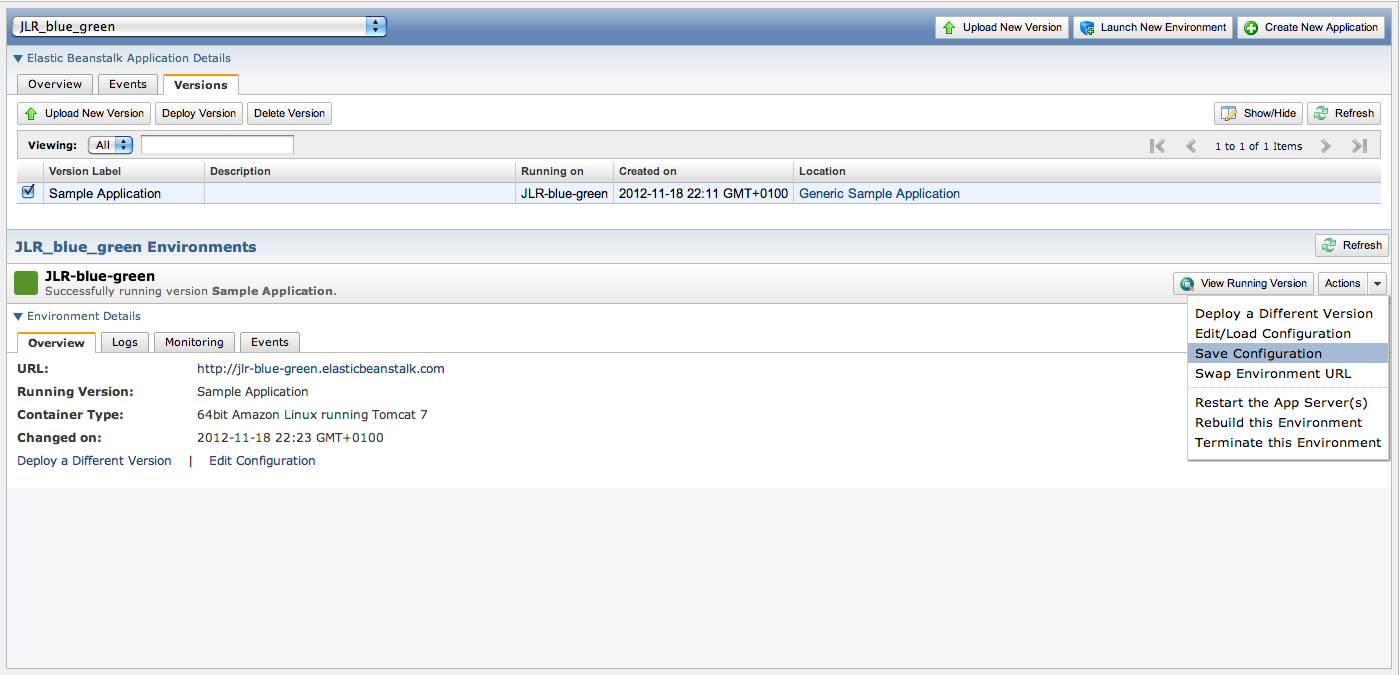 JLR_blue_green Upload New Version Launch New Environment Create New Application
Elastic Beanstalk Application Details
Overview Events Versions
Upload New Version Deploy Version Delete Version Show/Hide Refresh
Viewing: All 1 to 1 of 1 Items
Version Label Description Running on Created on Location
Sample Application JLR-blue-green 2012-11-18 22:11 GMT+0100 Generic Sample Application
JLR_blue_green Environments Refresh
JLR-blue-green
Successfully running version Sample Application. View Running Version Actions
Environment Details
Overview Logs Monitoring Events
URL: http://jlr-blue-green.elasticbeanstalk.com
Running Version: Sample Application
Container Type: 64bit Amazon Linux running Tomcat 7
Changed on: 2012-11-18 22:23 GMT+0100
Deploy a Different Version | Edit Configuration
Deploy a Different Version
Edit/Load Configuration
Save Configuration
Swap Environment URL
Restart the App Server(s)
Rebuild this Environment
Terminate this Environment